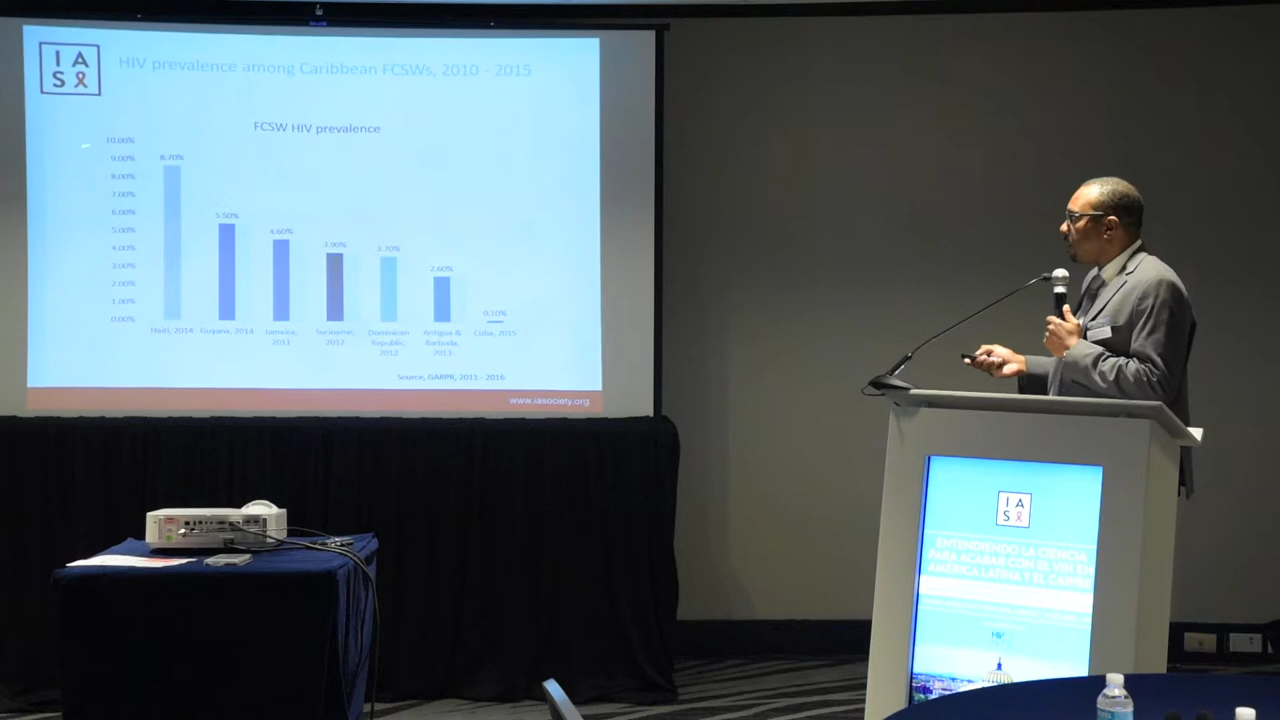 IAS
HIV prevalence among Caribbean FCSWs, 2010 - 2015
FCSW HIV prevalence
10.00%
9.00%
8.00%
7.00%
6.00%
5.00%
4.00%
3.00%
2.00%
1.00%
0.00%
8.70%
5.50%
4.60%
3.90%
3.70%
2.60%
0.10%
Haiti, 2014
Guyana, 2014
Jamaica,
2011
Suriname,
2012
Dominican
Republic,
2012
Antigua &
Barbuda,
2013
Cuba, 2015
Source, GARPR, 2011 - 2016
www.iasociety.org
IAS
ENTENDIENDO LA CIENCIA
PARA ACABAR CON EL VIH EN
AMÉRICA LATINA Y EL CARIBE
HIV